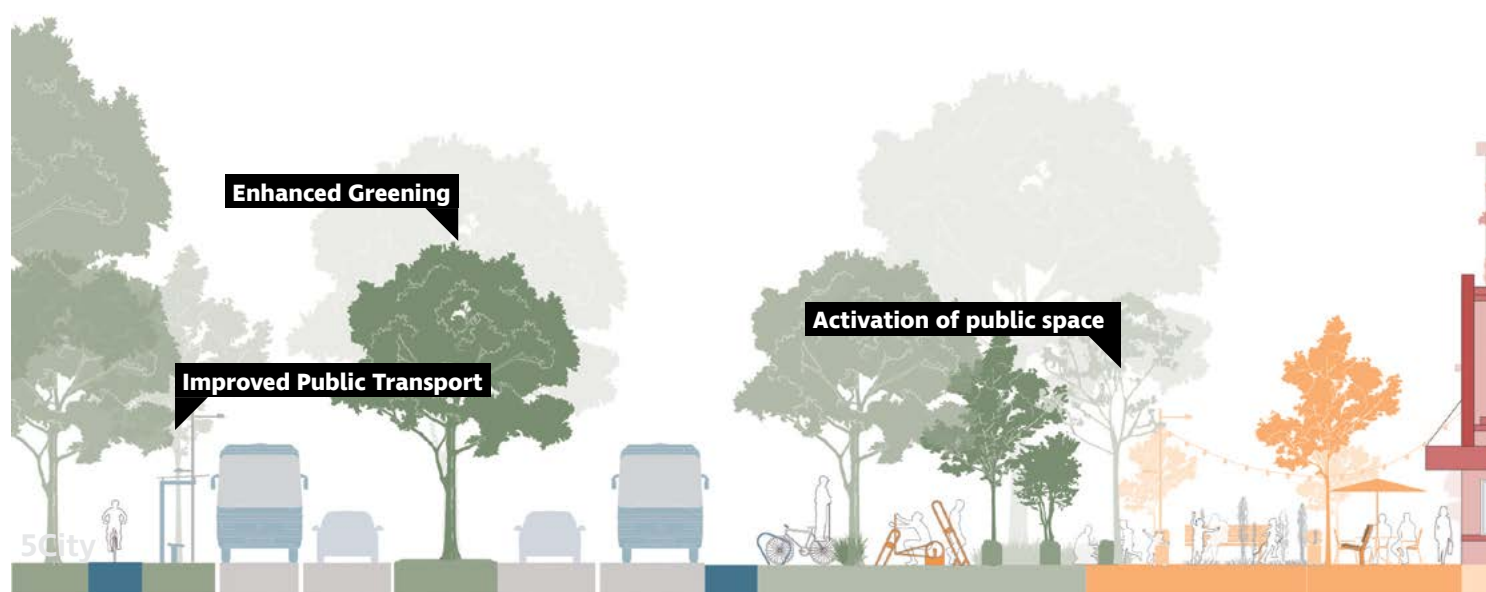 Enhanced Greening
Activation of public space
Improved Public Transport
5City